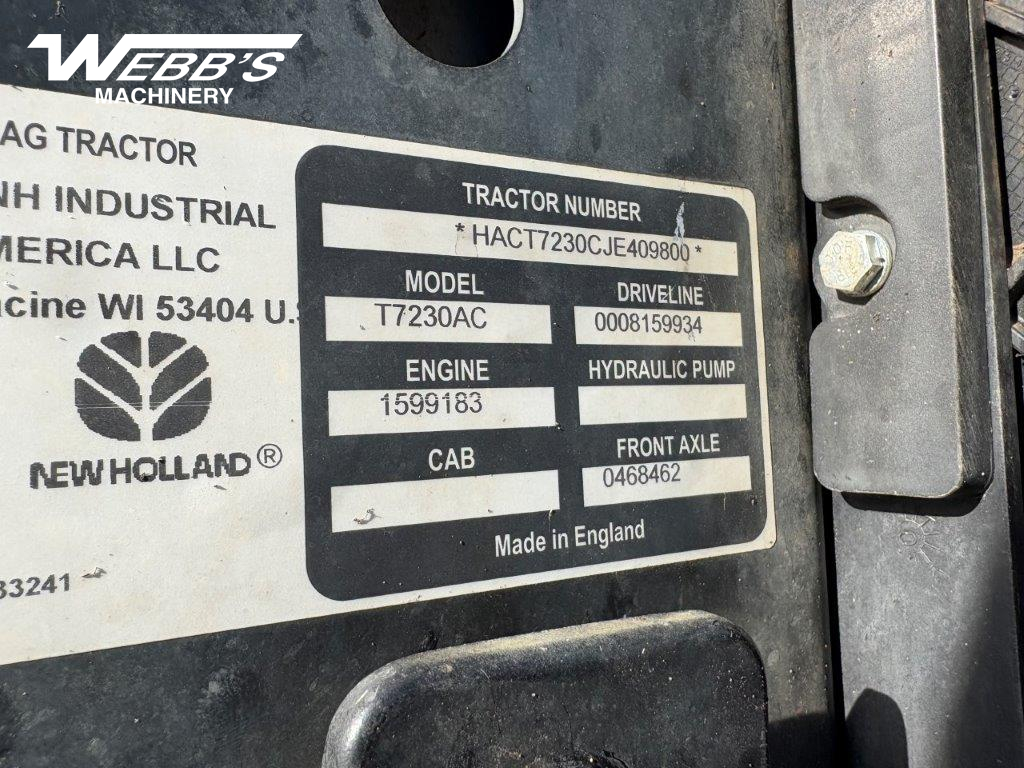 WEBB'S
MACHINERY
AG TRACTOR
NH INDUSTRIAL
MERICA LLC
cine WI 53404 U.S
NEW HOLLAND®
33241
TRACTOR NUMBER
*HACT7230CJE409800*
MODEL
T7230AC
DRIVELINE
0008159934
ENGINE
1599183
HYDRAULIC PUMP
CAB
FRONT AXLE
0468462
Made in England